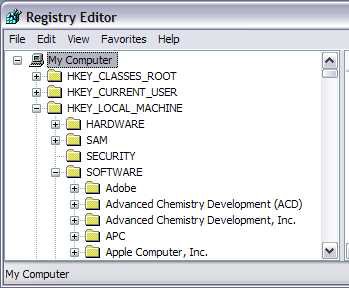 Registry Editor
File Edit View Favorites Help
My Computer
HKEY_CLASSES_ROOT
HKEY_CURRENT_USER
HKEY_LOCAL_MACHINE
HARDWARE
SAM
SECURITY
SOFTWARE
Adobe
Advanced Chemistry Development (ACD)
Advanced Chemistry Development, Inc.
APC
Apple Computer, Inc.
My Computer